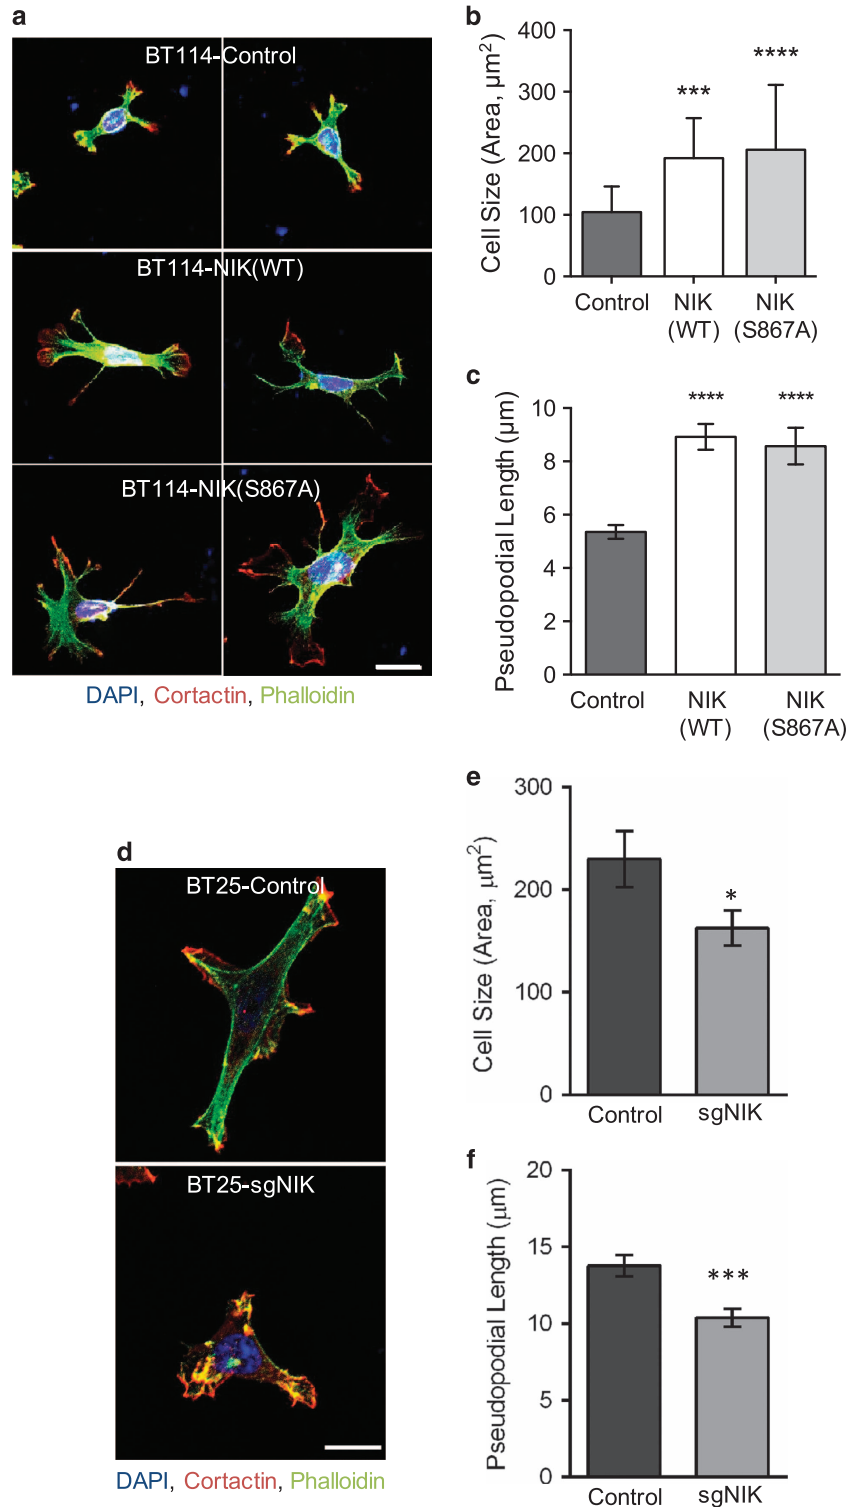 a
BT114-Control
BT114-NIK(WT)
BT114-NIK(S867A)
DAPI, Cortactin, Phalloidin
b
Cell Size (Area, μm²)
400
300
200
100
0
***
****
Control
NIK
(WT)
NIK
(S867A)
c
Pseudopodial Length (μm)
10
8
6
4
2
0
****
****
Control
NIK
(WT)
NIK
(S867A)
d
BT25-Control
BT25-sgNIK
DAPI, Cortactin, Phalloidin
e
Cell Size (Area, μm²)
300
200
100
0
*
Control
sgNIK
f
Pseudopodial Length (μm)
20
15
10
5
0
***
Control
sgNIK